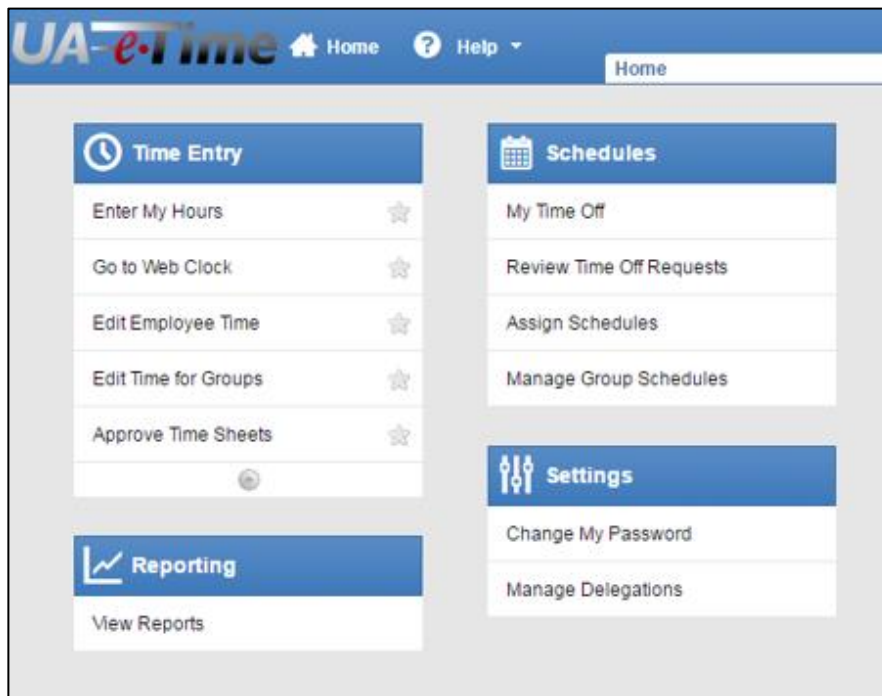 UA-e·Time Home ? Help
Home
Time Entry
Enter My Hours
Go to Web Clock
Edit Employee Time
Edit Time for Groups
Approve Time Sheets
Reporting
View Reports
Schedules
My Time Off
Review Time Off Requests
Assign Schedules
Manage Group Schedules
Settings
Change My Password
Manage Delegations